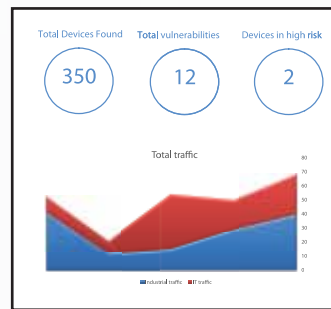 Total Devices Found
Total vulnerabilities
Devices in high risk
350
12
2
Total traffic
80
70
60
50
40
30
20
10
0
Industrial traffic
IT traffic